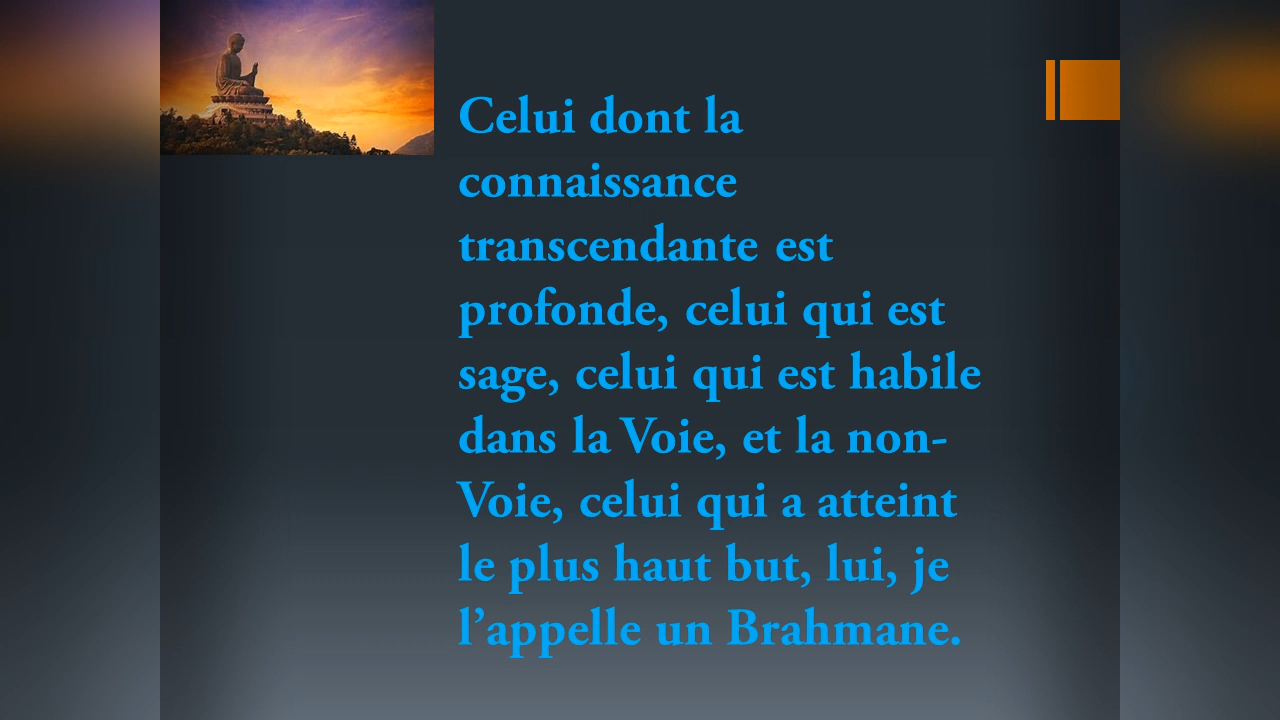 Celui dont la
connaissance
transcendante est
profonde, celui qui est
sage, celui qui est habile
dans la Voie, et la non-
Voie, celui qui a atteint
le plus haut but, lui, je
l’appelle un Brahmane.